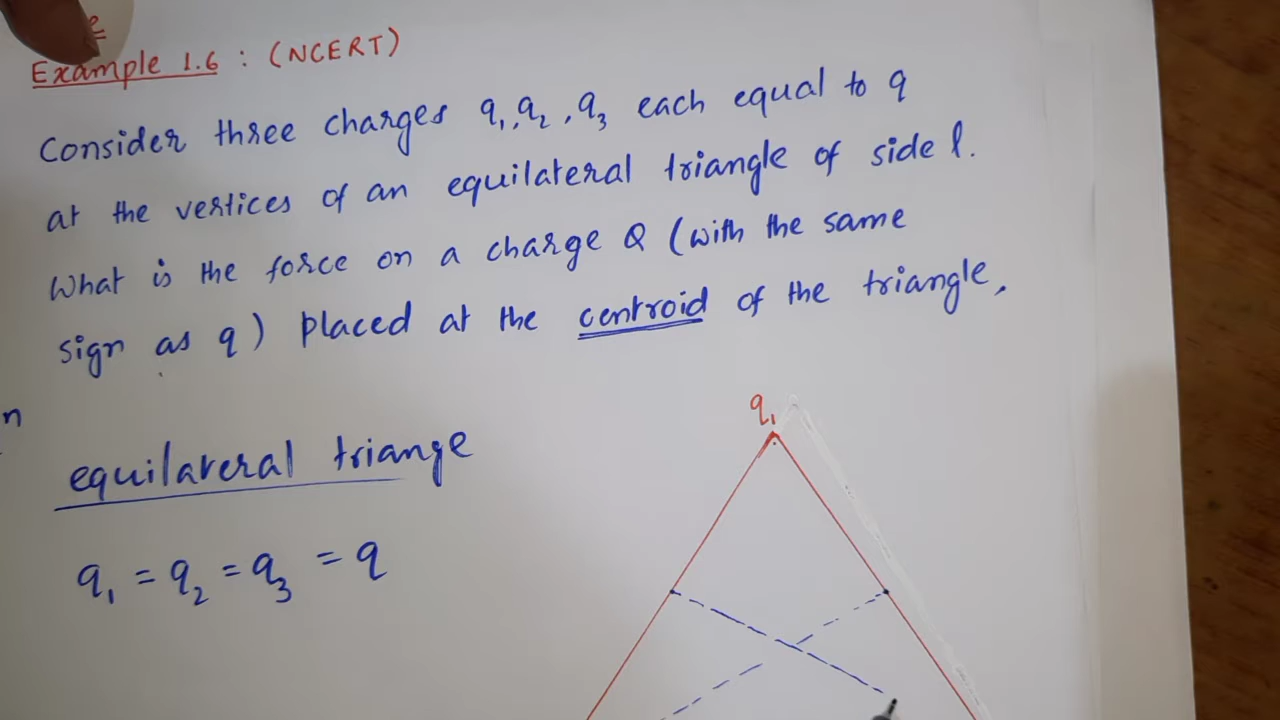 Example 1.6 : (NCERT)
Consider three charges q₁, q₂, q₃ each equal to q
at the vertices of an equilateral triangle of side l.
What is the force on a charge Q (with the same
sign as q) placed at the centroid of the triangle,
n
equilateral triange
q₁
q₁ = q₂ = q₃ = q